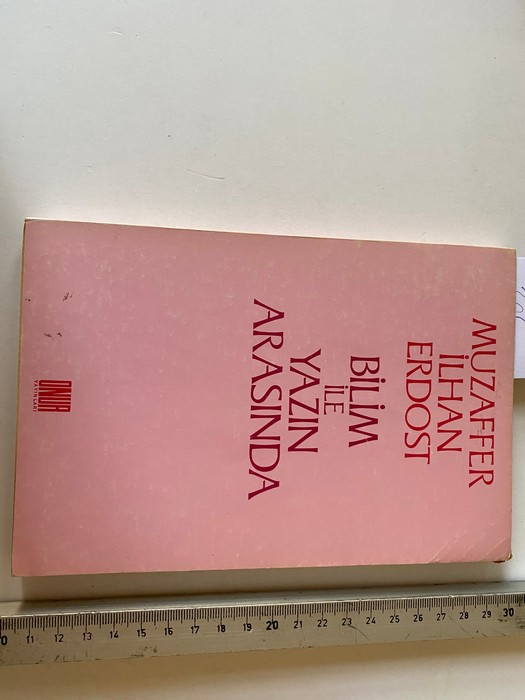 MUZAFFER
İLHAN
ERDOST
BİLİM
İLE
YAZIN
ARASINDA
ONUR
YAYINLARI
11 12 13 14 15 16 17 18 19 20 21 22 23 24 25 26 27 28 29 30